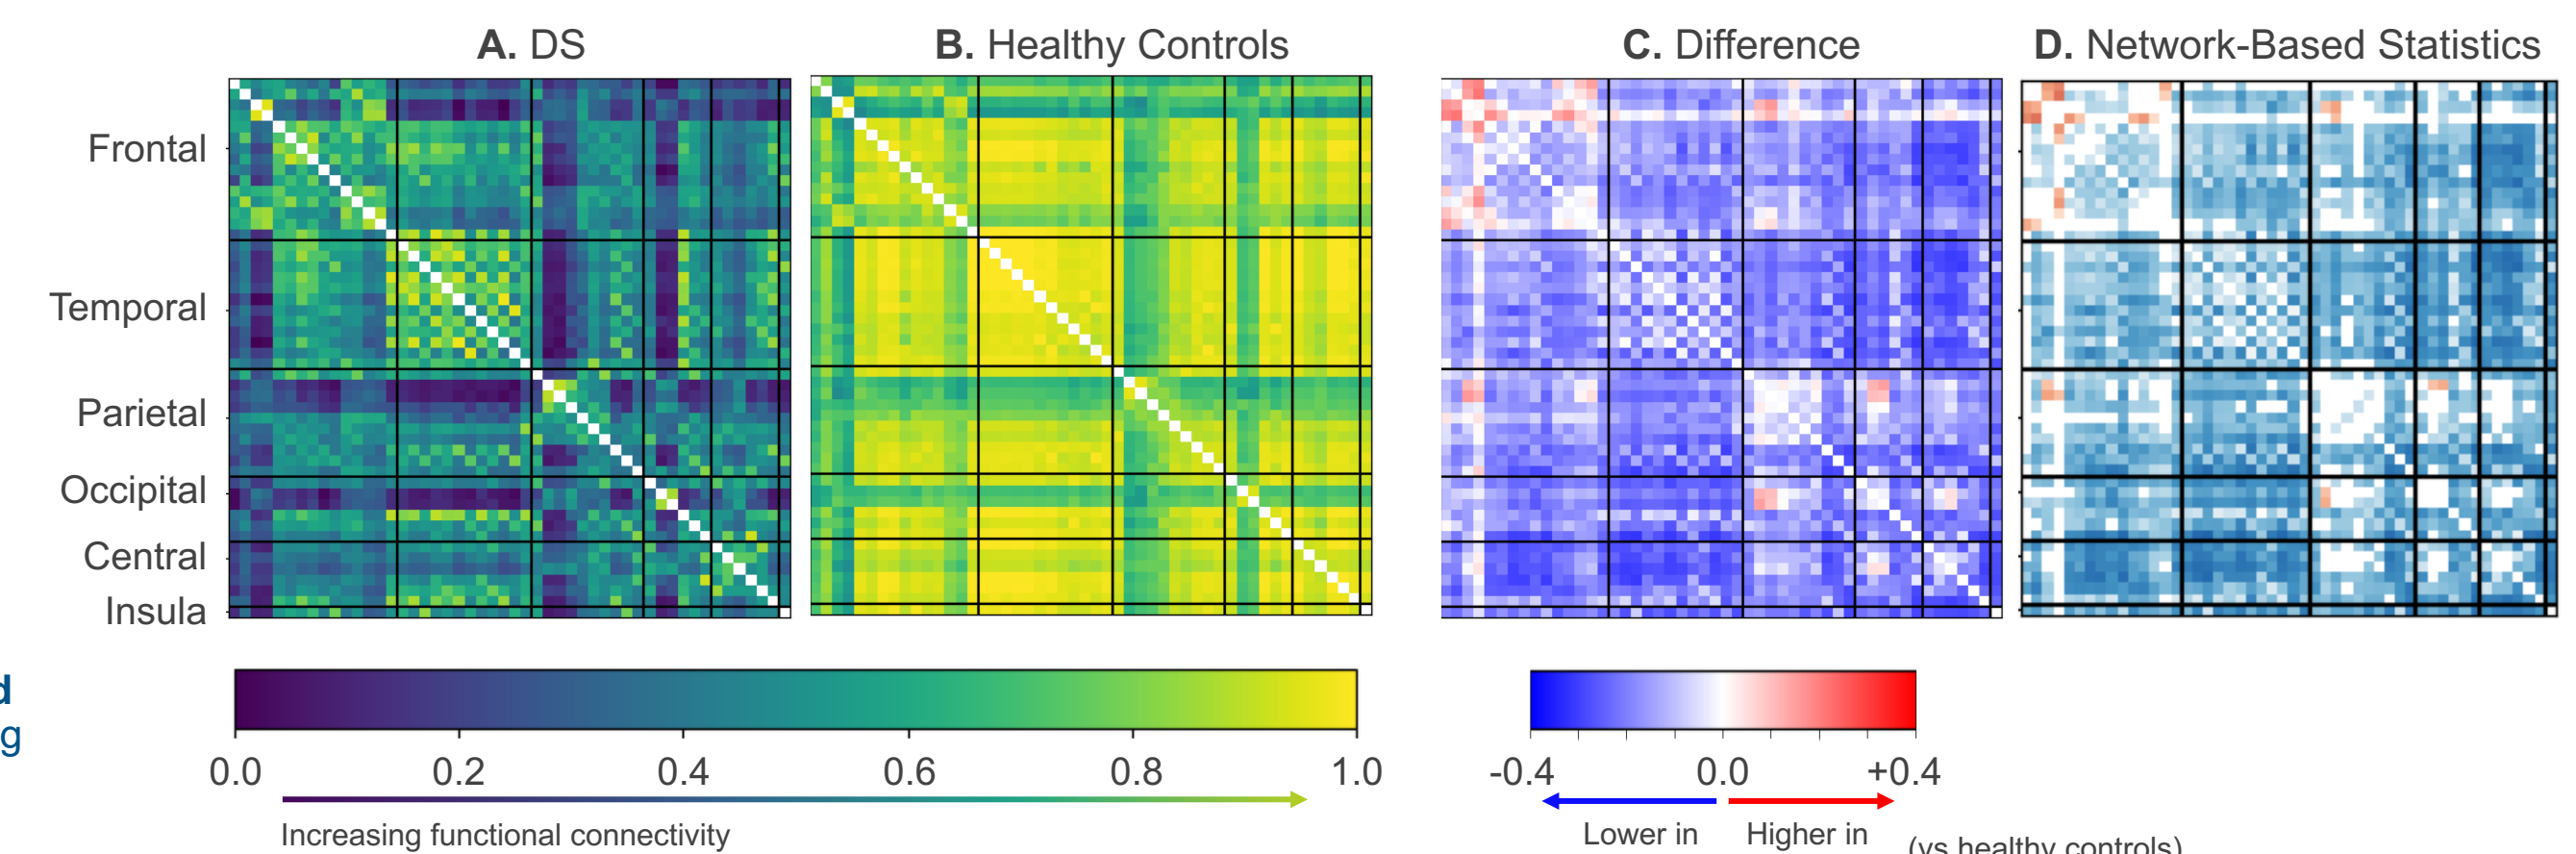 A. DS
B. Healthy Controls
C. Difference
D. Network-Based Statistics
Frontal
Temporal
Parietal
Occipital
Central
Insula
d
g
0.0 0.2 0.4 0.6 0.8 1.0
Increasing functional connectivity
-0.4 0.0 +0.4
Lower in Higher in
(vs healthy controls)